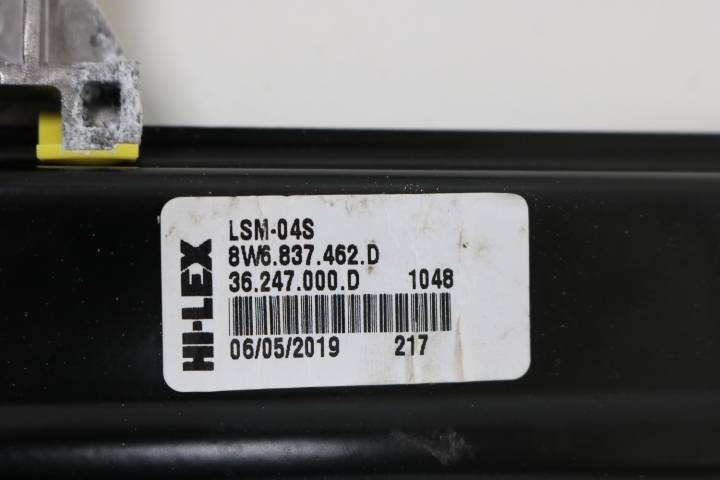 HI-LEX
LSM-04S
8W6.837.462.D
36.247.000.D 1048
06/05/2019 217